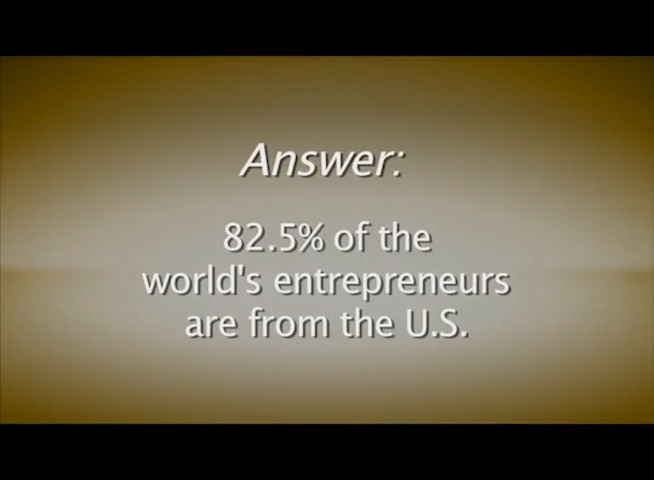 Answer:
82.5% of the
world's entrepreneurs
are from the U.S.